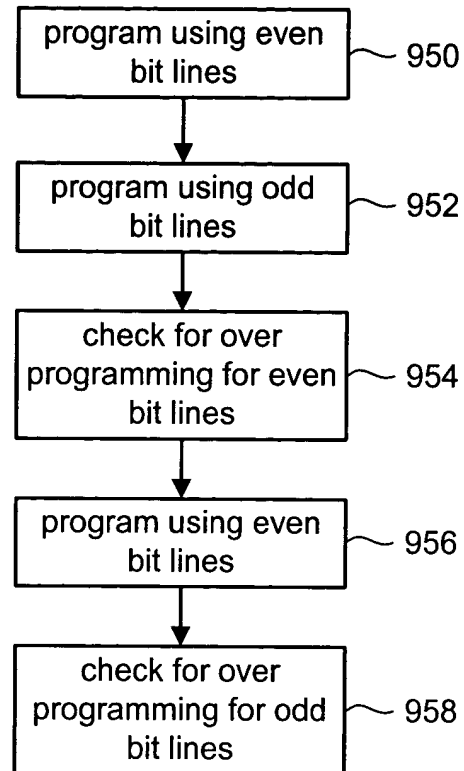 program using even
bit lines
950
program using odd
bit lines
952
check for over
programming for even
bit lines
954
program using even
bit lines
956
check for over
programming for odd
bit lines
958